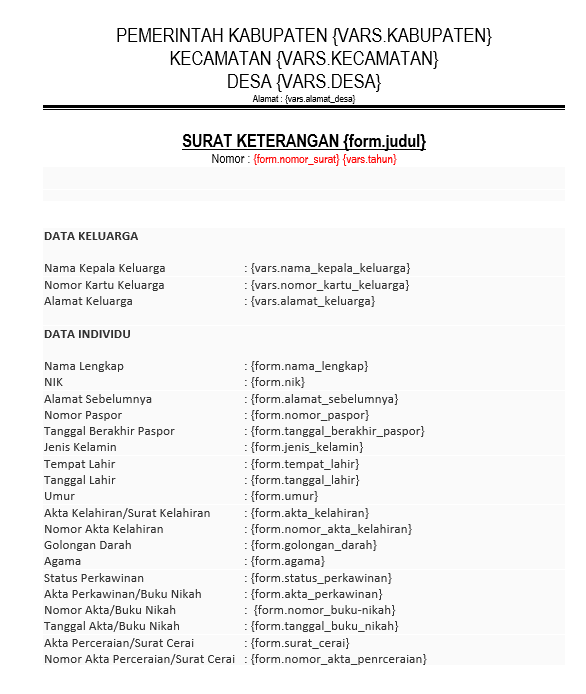 PEMERINTAH KABUPATEN {VARS.KABUPATEN}
KECAMATAN {VARS.KECAMATAN}
DESA {VARS.DESA}
Alamat : {vars.alamat_desa}
SURAT KETERANGAN {form.judul}
Nomor : {form.nomor_surat} {vars.tahun}
DATA KELUARGA
Nama Kepala Keluarga : {vars.nama_kepala_keluarga}
Nomor Kartu Keluarga : {vars.nomor_kartu_keluarga}
Alamat Keluarga : {vars.alamat_keluarga}
DATA INDIVIDU
Nama Lengkap : {form.nama_lengkap}
NIK : {form.nik}
Alamat Sebelumnya : {form.alamat_sebelumnya}
Nomor Paspor : {form.nomor_paspor}
Tanggal Berakhir Paspor : {form.tanggal_berakhir_paspor}
Jenis Kelamin : {form.jenis_kelamin}
Tempat Lahir : {form.tempat_lahir}
Tanggal Lahir : {form.tanggal_lahir}
Umur : {form.umur}
Akta Kelahiran/Surat Kelahiran : {form.akta_kelahiran}
Nomor Akta Kelahiran : {form.nomor_akta_kelahiran}
Golongan Darah : {form.golongan_darah}
Agama : {form.agama}
Status Perkawinan : {form.status_perkawinan}
Akta Perkawinan/Buku Nikah : {form.akta_perkawinan}
Nomor Akta/Buku Nikah : {form.nomor_buku-nikah}
Tanggal Akta/Buku Nikah : {form.tanggal_buku_nikah}
Akta Perceraian/Surat Cerai : {form.surat_cerai}
Nomor Akta Perceraian/Surat Cerai : {form.nomor_akta_penrceraian}